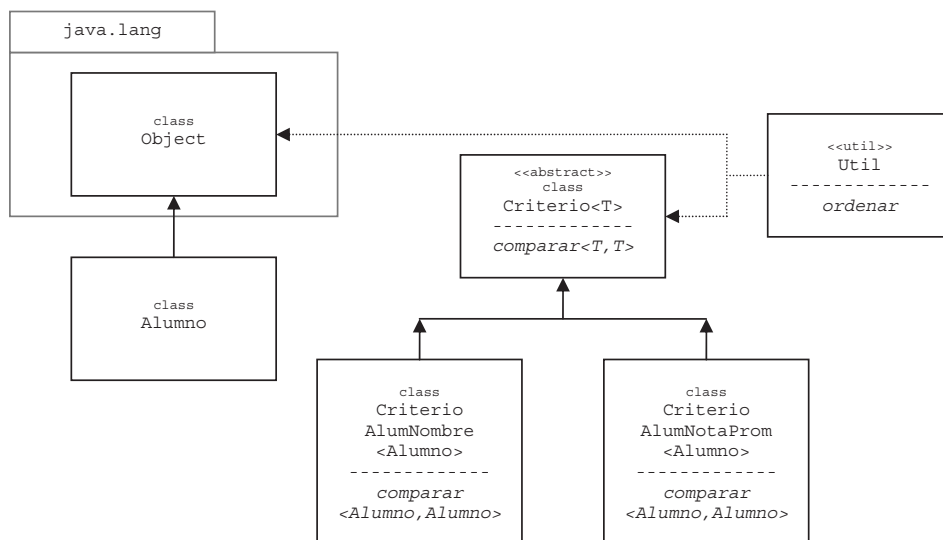 java.lang
class
Object
class
Alumno
<<abstract>>
class
Criterio<T>
-------------
comparar<T,T>
<<util>>
Util
-------------
ordenar
class
Criterio
AlumNombre
<Alumno>
-------------
comparar
<Alumno,Alumno>
class
Criterio
AlumNotaProm
<Alumno>
-------------
comparar
<Alumno,Alumno>